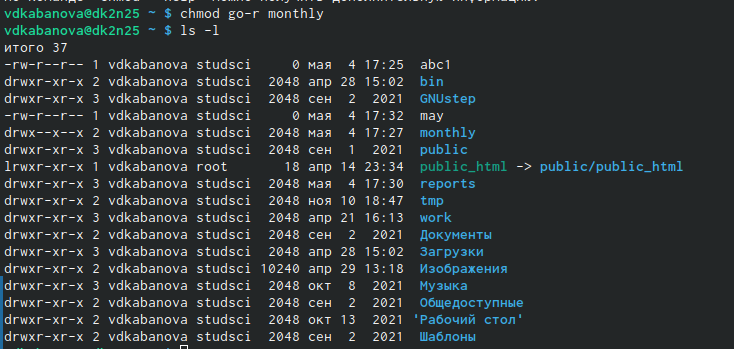 vdkabanova@dk2n25 ~ $ chmod go-r monthly
vdkabanova@dk2n25 ~ $ ls -l
итого 37
-rw-r--r-- 1 vdkabanova studsci     0 мая  4 17:25  abc1
drwxr-xr-x 2 vdkabanova studsci  2048 апр 28 15:02  bin
drwxr-xr-x 3 vdkabanova studsci  2048 сен  2  2021  GNUstep
-rw-r--r-- 1 vdkabanova studsci     0 мая  4 17:32  may
drwx--x--x 2 vdkabanova studsci  2048 мая  4 17:27  monthly
drwxr-xr-x 3 vdkabanova studsci  2048 сен  1  2021  public
lrwxr-xr-x 1 vdkabanova root       18 апр 14 23:34  public_html -> public/public_html
drwxr-xr-x 3 vdkabanova studsci  2048 мая  4 17:30  reports
drwxr-xr-x 2 vdkabanova studsci  2048 ноя 10 18:47  tmp
drwxr-xr-x 3 vdkabanova studsci  2048 апр 21 16:13  work
drwxr-xr-x 2 vdkabanova studsci  2048 сен  2  2021  Документы
drwxr-xr-x 3 vdkabanova studsci  2048 апр 28 15:02  Загрузки
drwxr-xr-x 2 vdkabanova studsci 10240 апр 29 13:18  Изображения
drwxr-xr-x 3 vdkabanova studsci  2048 окт  8  2021  Музыка
drwxr-xr-x 2 vdkabanova studsci  2048 сен  2  2021  Общедоступные
drwxr-xr-x 2 vdkabanova studsci  2048 окт 13  2021 'Рабочий стол'
drwxr-xr-x 2 vdkabanova studsci  2048 сен  2  2021  Шаблоны